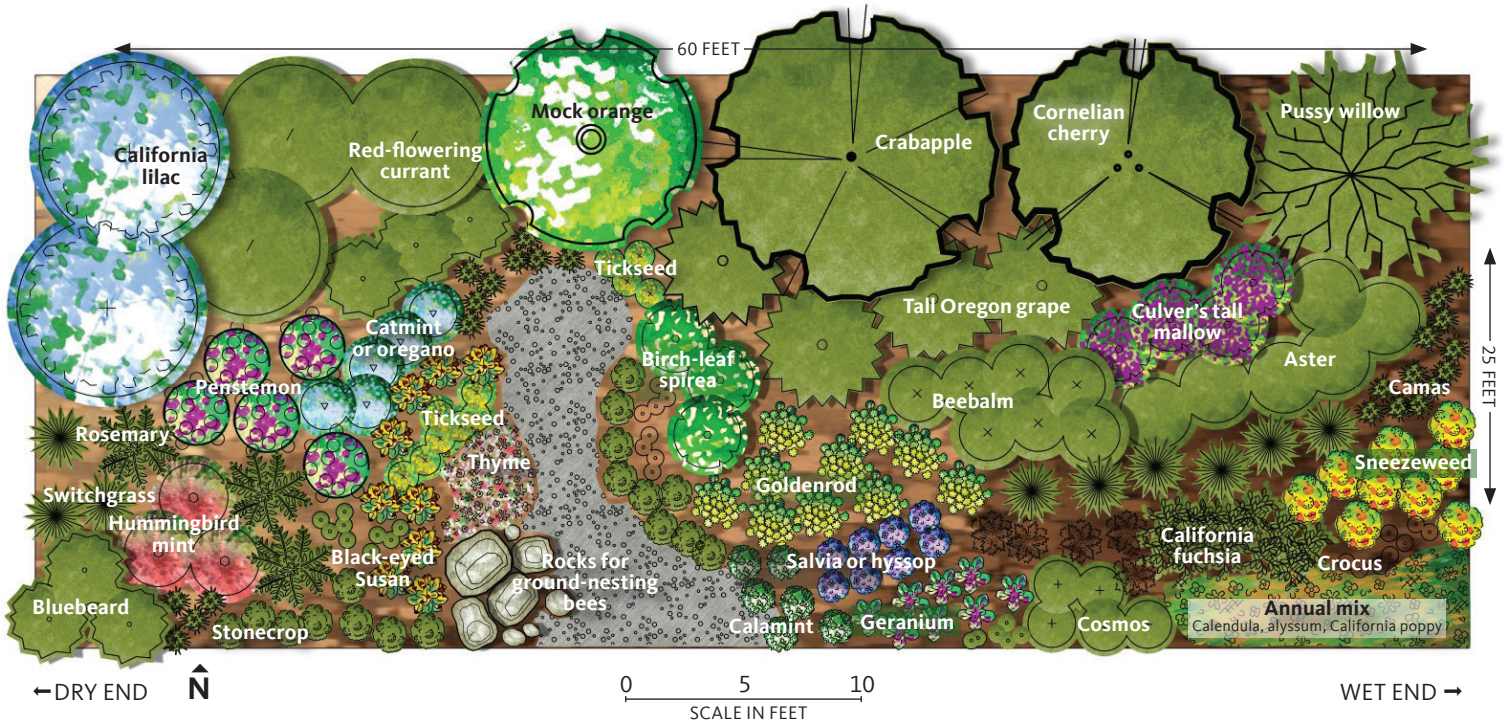 60 FEET
Mock orange
California
lilac
Red-flowering
currant
Crabapple
Cornelian
cherry
Pussy willow
Tickseed
Tall Oregon grape
Culver's tall
mallow
25 FEET
Catmint
or oregano
Birch-leaf
spirea
Aster
Penstemon
Camas
Beebalm
Tickseed
Rosemary
Thyme
Sneezeweed
Goldenrod
Switchgrass
Hummingbird
mint
California
fuchsia
Black-eyed
Susan
Rocks for
ground-nesting
bees
Salvia or hyssop
Crocus
Bluebeard
Stonecrop
Calamint
Geranium
Cosmos
Annual mix
Calendula, alyssum, California poppy
←DRY END
N
0 5 10
SCALE IN FEET
WET END →